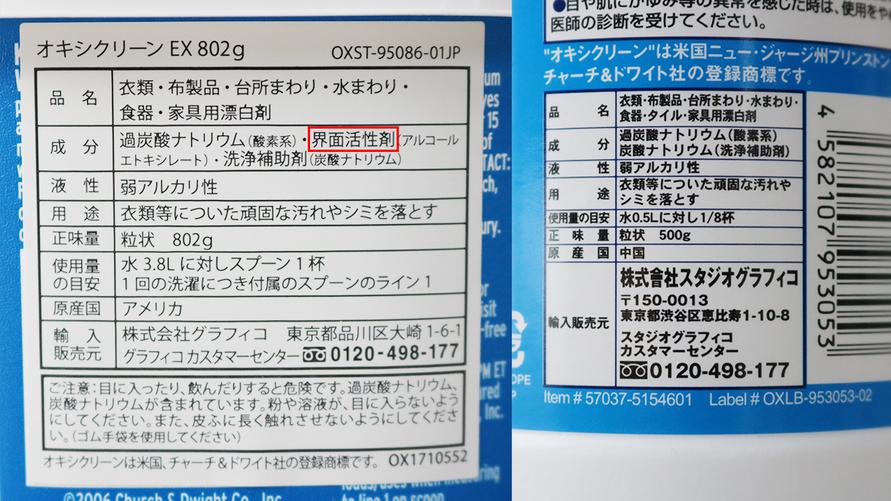 オキシクリーン EX 802g
OXST-95086-01JP
品 名
衣類・布製品・台所まわり・水まわり・
食器・家具用漂白剤
成 分
過炭酸ナトリウム(酸素系)・界面活性剤(アルコール
エトキシレート)・洗浄補助剤(炭酸ナトリウム)
液 性
弱アルカリ性
用 途
衣類等についた頑固な汚れやシミを落とす
正味量
粒状 802g
使用量
の目安
水 3.8L に対しスプーン 1 杯
1 回の洗濯につき付属のスプーンのライン 1
原産国
アメリカ
輸 入
販売元
株式会社グラフィコ 東京都品川区大崎 1-6-1
グラフィコ カスタマーセンター 0120-498-177
ご注意:目に入ったり、飲んだりすると危険です。過炭酸ナトリウム、
炭酸ナトリウムが含まれています。粉や溶液が、目に入らないように
してください。また、皮ふに長く触れさせないようにしてくださ
い。(ゴム手袋を使用してください)
オキシクリーンは米国、チャーチ&ドワイト社の登録商標です。 OX1710552
©2006 Church & Dwight Co., Inc.
医師の診断を受けてください。
"オキシクリーン"は米国ニュー・ジャージ州プリンストン
チャーチ&ドワイト社の登録商標です。
品 名
衣類・布製品・台所まわり・水まわり・
食器・タイル・家具用漂白剤
成 分
過炭酸ナトリウム(酸素系)
炭酸ナトリウム(洗浄補助剤)
液 性
弱アルカリ性
用 途
衣類等についた頑固な汚れや
シミを落とす
使用量の目安
水0.5Lに対し1/8杯
正 味 量
粒状 500g
原 産 国
中国
輸入販売元
株式會社スタジオグラフィコ
〒150-0013
東京都渋谷区恵比寿1-10-8
スタジオグラフィコ
カスタマーセンター
0120-498-177
Item # 57037-5154601 Label # OXLB-953053-02
4 582107 953053